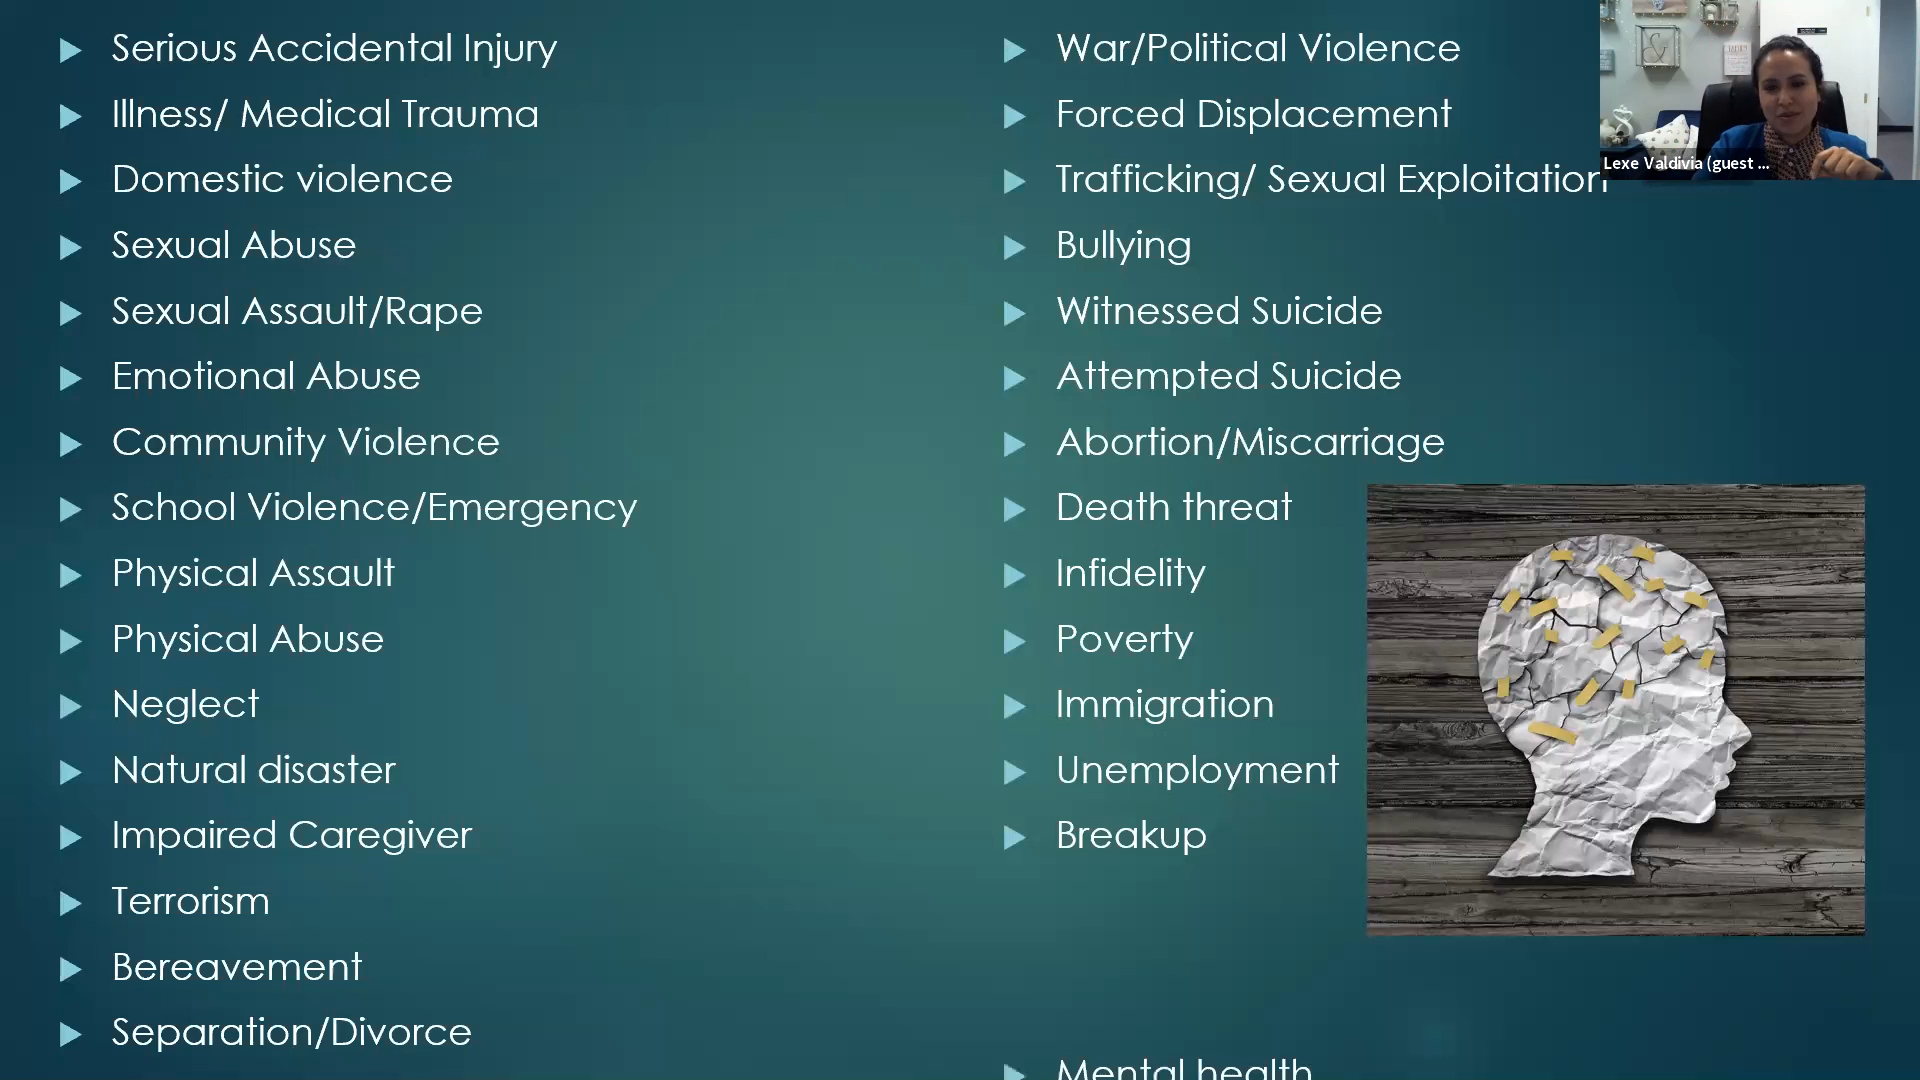 Serious Accidental Injury
Illness/ Medical Trauma
Domestic violence
Sexual Abuse
Sexual Assault/Rape
Emotional Abuse
Community Violence
School Violence/Emergency
Physical Assault
Physical Abuse
Neglect
Natural disaster
Impaired Caregiver
Terrorism
Bereavement
Separation/Divorce
War/Political Violence
Forced Displacement
Trafficking/ Sexual Exploitation
Bullying
Witnessed Suicide
Attempted Suicide
Abortion/Miscarriage
Death threat
Infidelity
Poverty
Immigration
Unemployment
Breakup
Mental health
&
Lexe Valdivia (guest ...